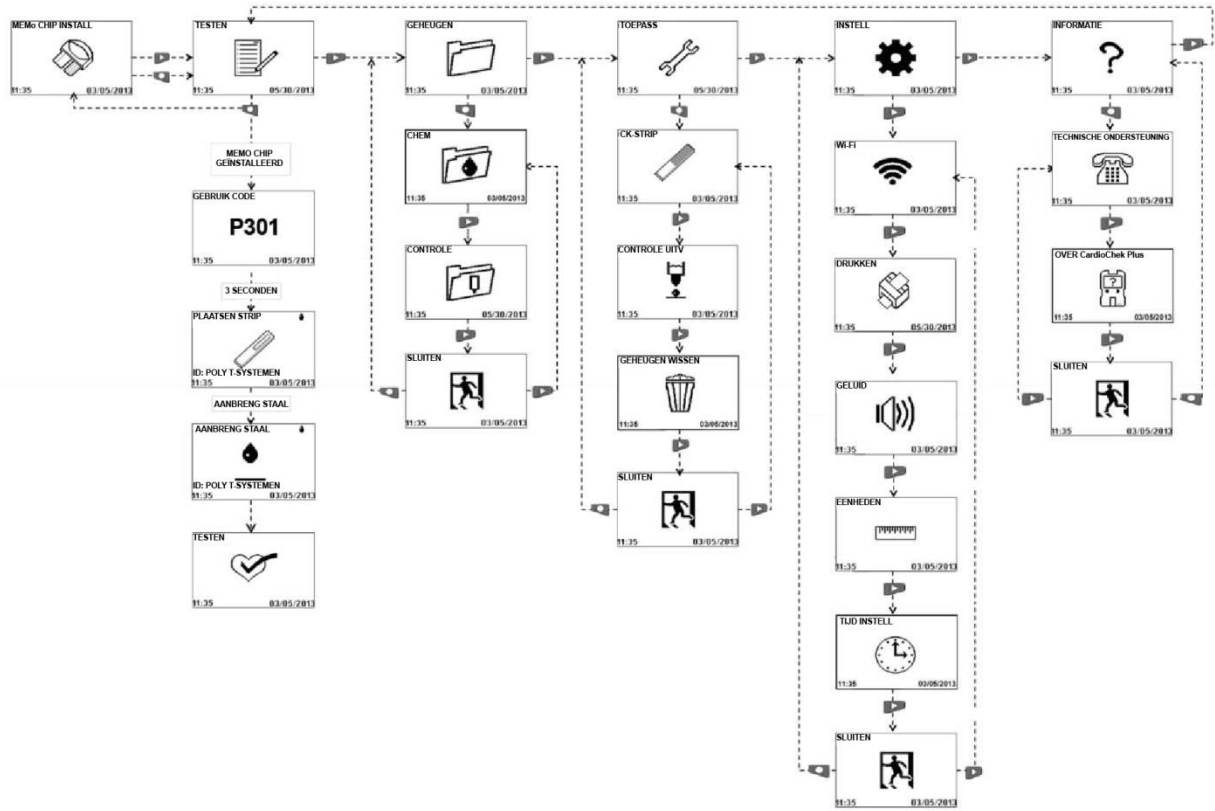 MEMo CHIP INSTALL
11:35 03/05/2013
TESTEN
11:35 05/30/2013
MEMO CHIP
GEÏNSTALLEERD
GEBRUIK CODE
P301
11:35 03/05/2013
3 SECONDEN
PLAATSEN STRIP
ID: POLY T-SYSTEMEN
11:35 03/05/2013
AANBRENG STAAL
AANBRENG STAAL
ID: POLY T-SYSTEMEN
11:35 03/05/2013
TESTEN
11:35 03/05/2013
GEHEUGEN
11:35 03/05/2013
CHEM
11:35 03/05/2013
CONTROLE
11:35 05/30/2013
SLUITEN
11:35 03/05/2013
TOEPASS
11:35 05/30/2013
CK-STRIP
11:35 03/05/2013
CONTROLE UITV
11:35 03/05/2013
GEHEUGEN WISSEN
11:35 03/05/2013
SLUITEN
11:35 03/05/2013
INSTELL
11:35 03/05/2013
Wi-Fi
11:35 03/05/2013
DRUKKEN
11:35 05/30/2013
GELUID
11:35 03/05/2013
EENHEDEN
11:35 03/05/2013
TIJD INSTELL
11:35 03/05/2013
SLUITEN
11:35 03/05/2013
INFORMATIE
?
11:35 03/05/2013
TECHNISCHE ONDERSTEUNING
11:35 03/05/2013
OVER CardioChek Plus
?
11:35 03/05/2013
SLUITEN
11:35 03/05/2013